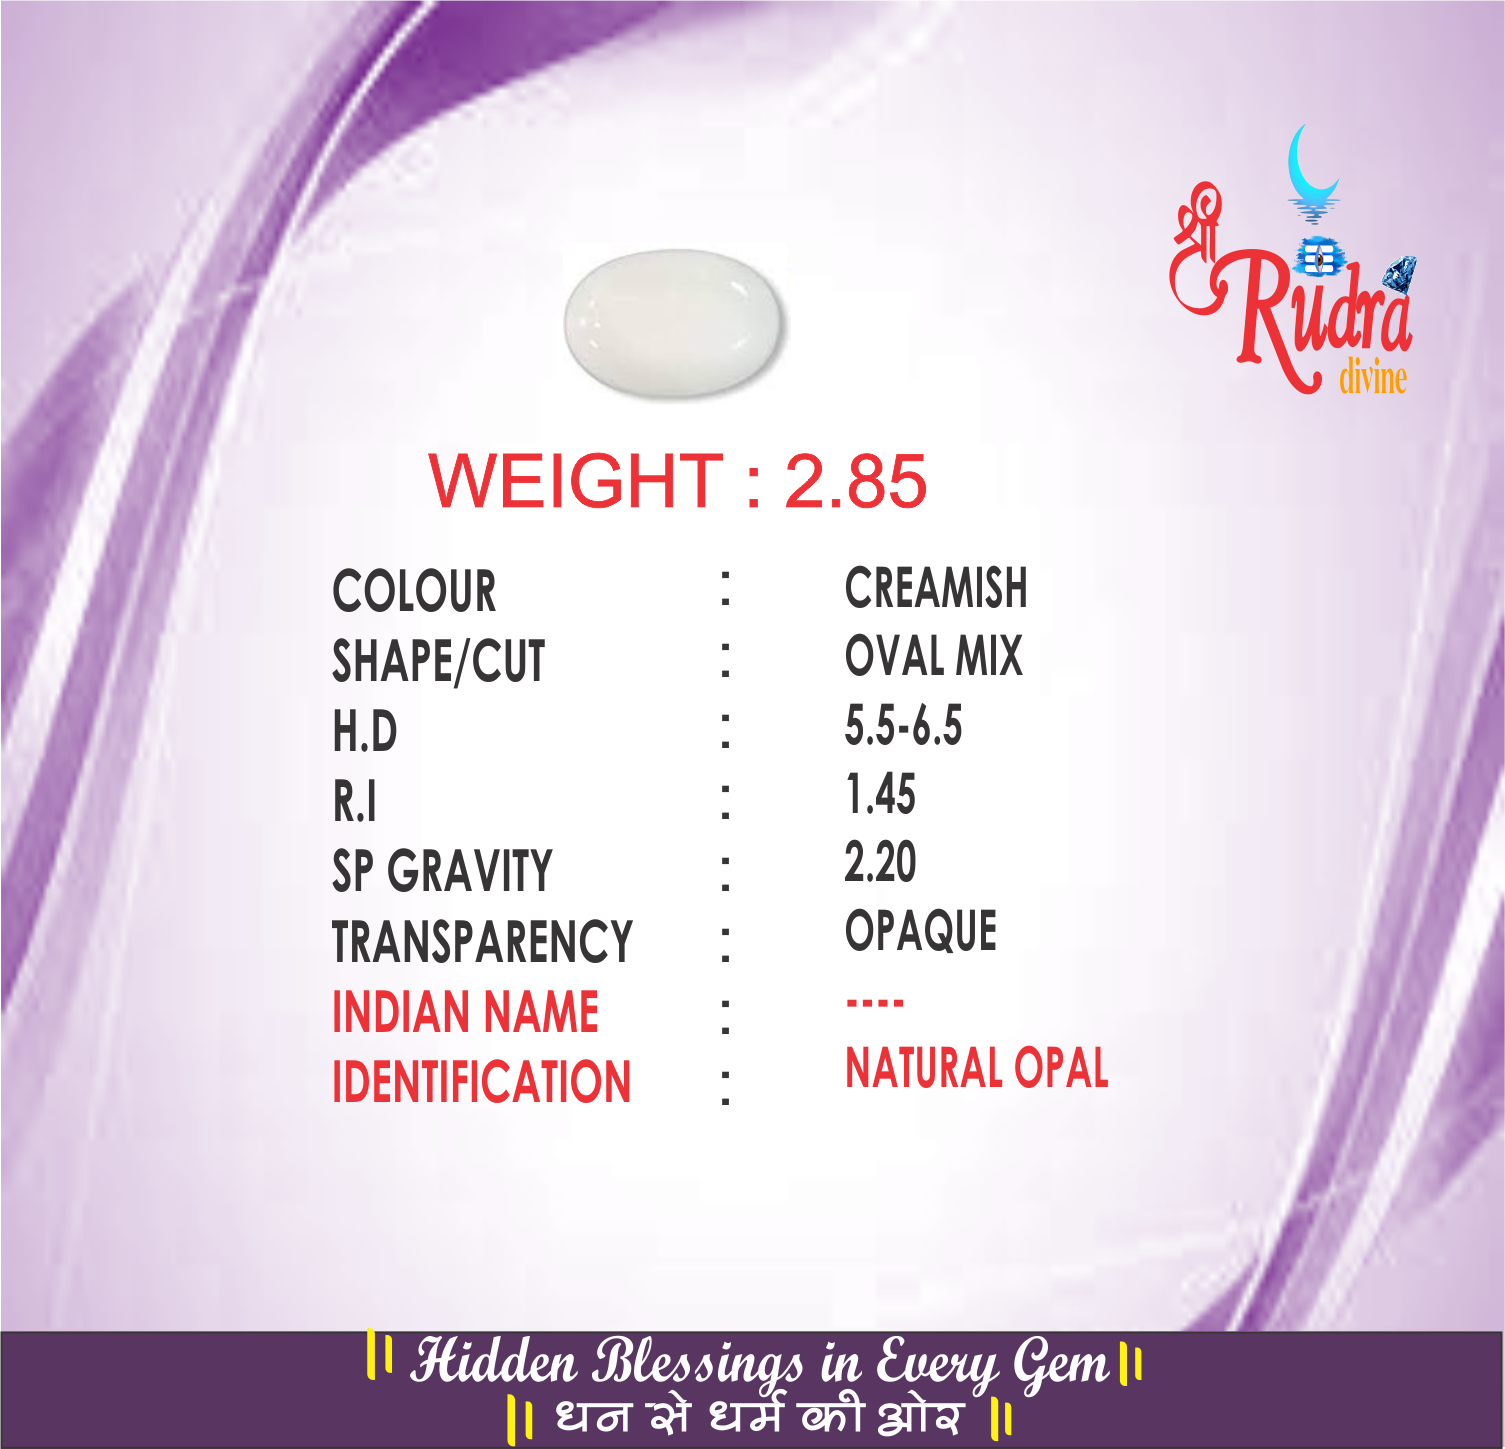 श्री
Rudra
divine
WEIGHT : 2.85
COLOUR : CREAMISH
SHAPE/CUT : OVAL MIX
H.D : 5.5-6.5
R.I : 1.45
SP GRAVITY : 2.20
TRANSPARENCY : OPAQUE
INDIAN NAME : ----
IDENTIFICATION : NATURAL OPAL
|| Hidden Blessings in Every Gem ||
|| धन से धर्म की ओर ||